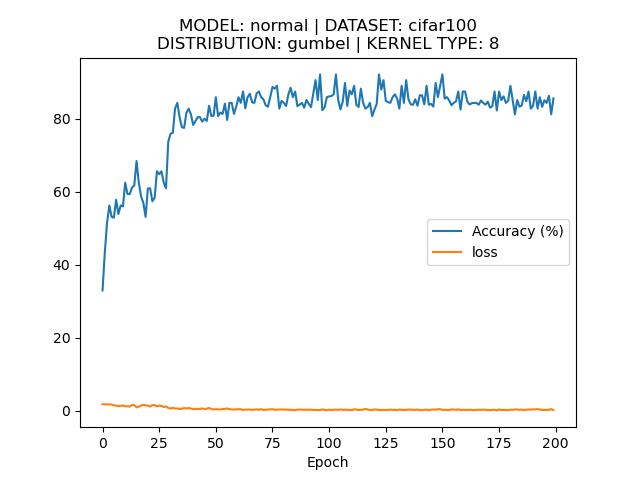 MODEL: normal | DATASET: cifar100
DISTRIBUTION: gumbel | KERNEL TYPE: 8
80
60
40
20
0
Accuracy (%)
loss
0 25 50 75 100 125 150 175 200
Epoch